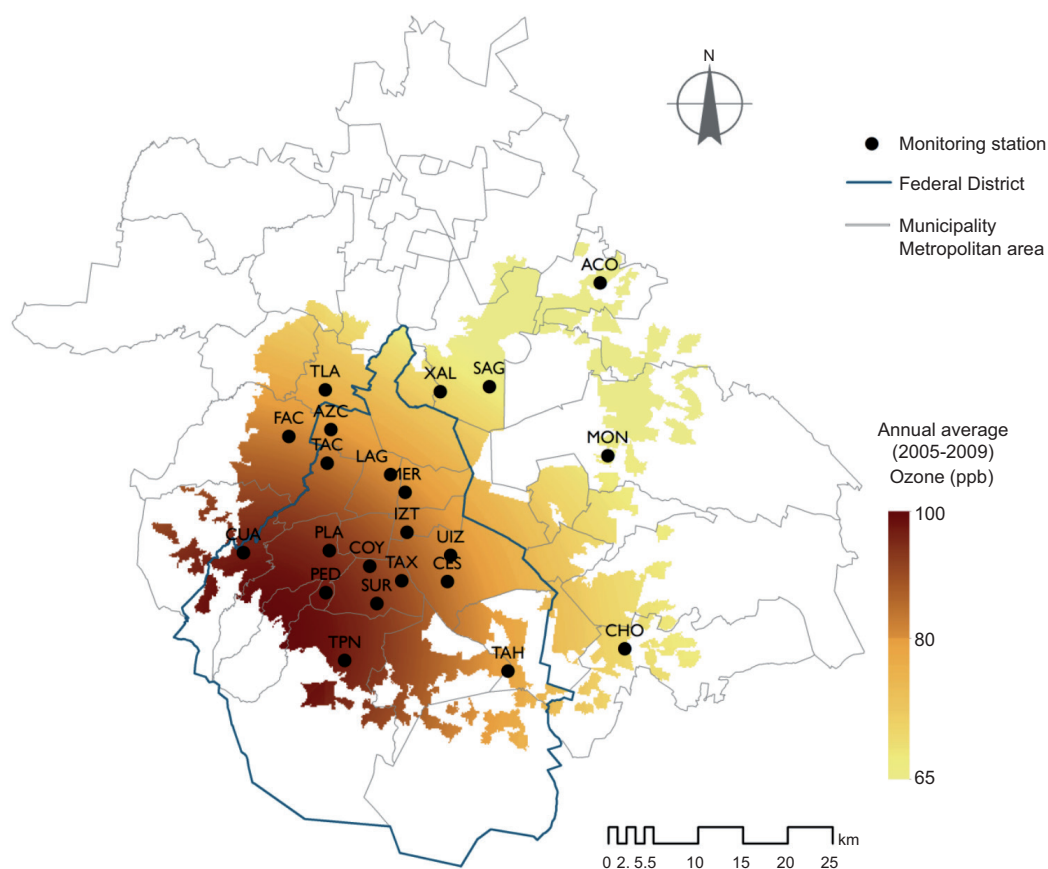 N
Monitoring station
Federal District
Municipality
Metropolitan area
ACO
TLA
XAL
SAG
AZC
FAC
TAC
MON
LAG
MER
IZT
CUA
PLA
COY
UIZ
TAX
CES
PED
SUR
TPN
TAH
CHO
Annual average
(2005-2009)
Ozone (ppb)
100
80
65
km
0 2. 5.5 10 15 20 25